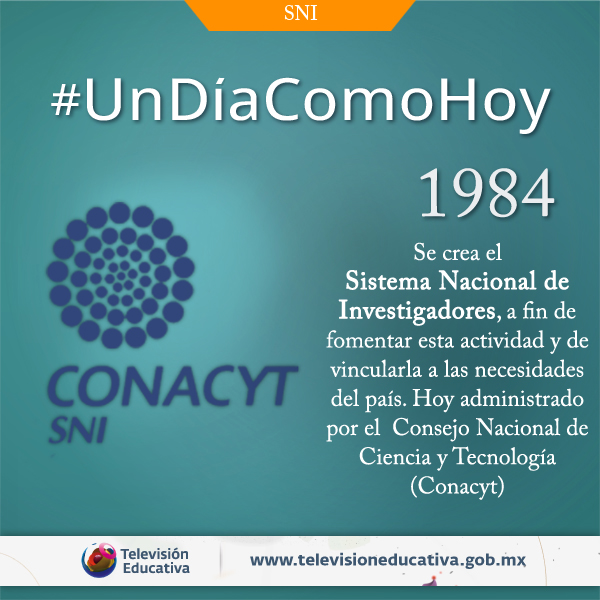 SNI
#UnDíaComoHoy
1984
Se crea el
Sistema Nacional de
Investigadores, a fin de
fomentar esta actividad y de
vincularla a las necesidades
del país. Hoy administrado
por el Consejo Nacional de
Ciencia y Tecnología
(Conacyt)
CONACYT
SNI
Televisión
Educativa
www.televisioneducativa.gob.mx